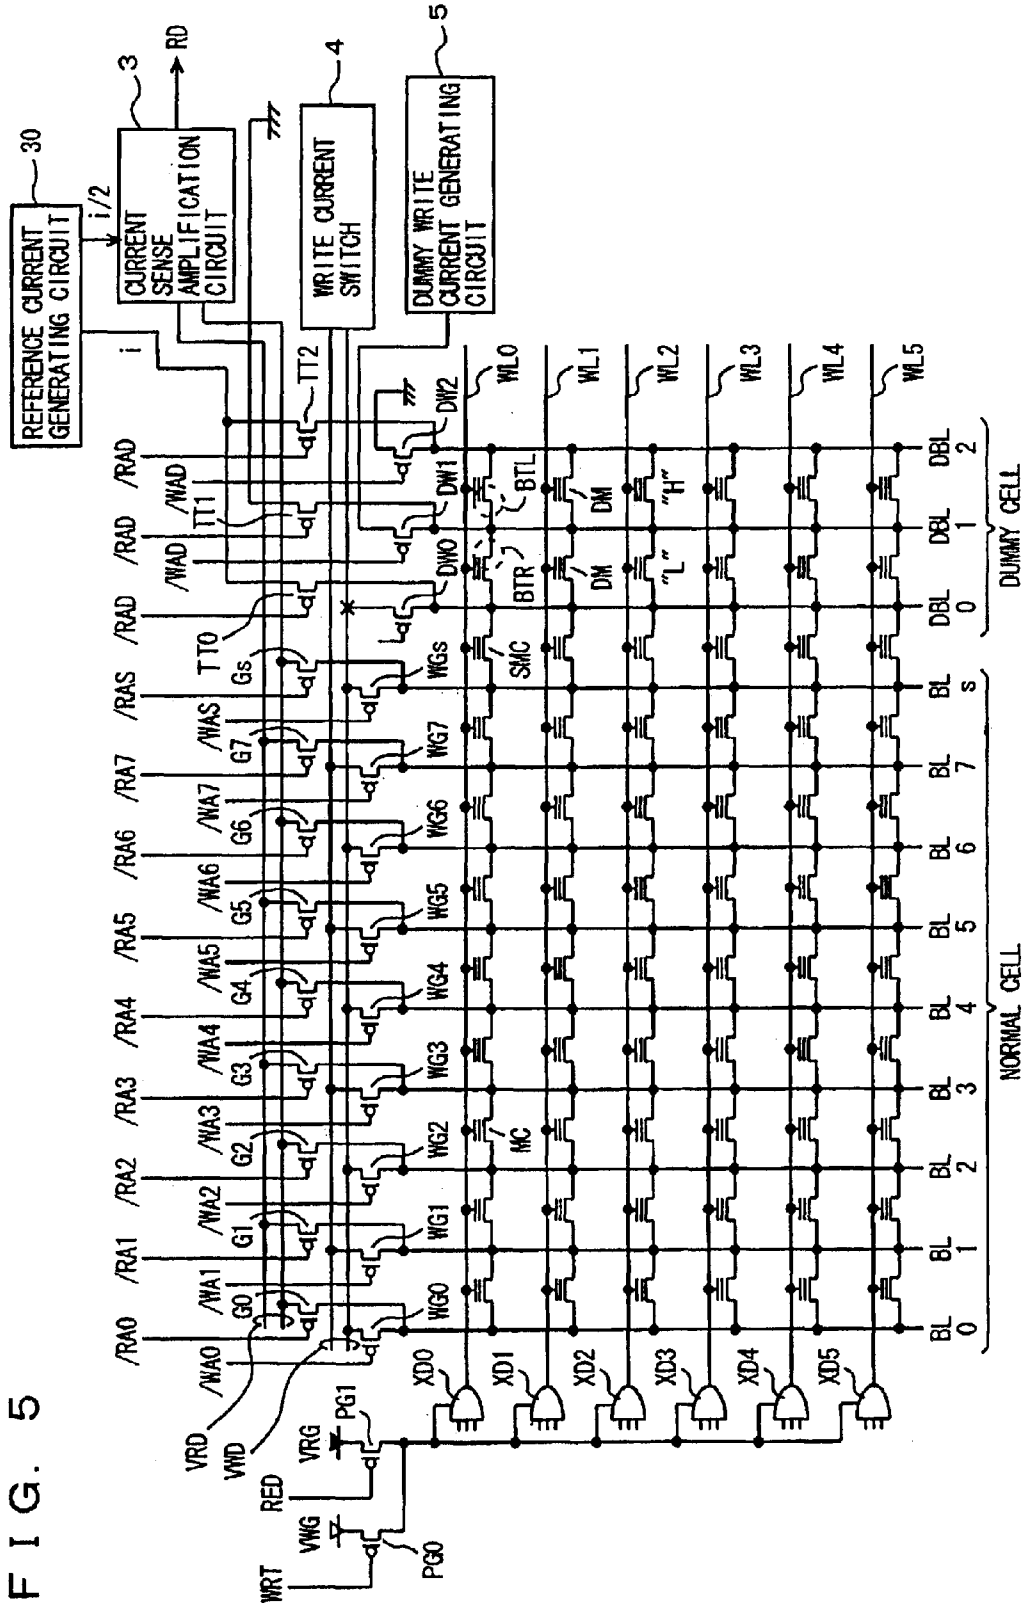 FIG. 5
REFERENCE CURRENT
GENERATING CIRCUIT
30
i
i/2
CURRENT
SENSE
AMPLIFICATION
CIRCUIT
3
RD
WRITE CURRENT
SWITCH
4
DUMMY WRITE
CURRENT GENERATING
CIRCUIT
5
/RA0
/RA1
/RA2
/RA3
/RA4
/RA5
/RA6
/RA7
/RAS
/RAD
/RAD
/RAD
/WA0
/WA1
/WA2
/WA3
/WA4
/WA5
/WA6
/WA7
/WAS
/WAD
/WAD
G0
G1
G2
G3
G4
G5
G6
G7
Gs
TT0
TT1
TT2
VRD
VWD
WG0
WG1
WG2
WG3
WG4
WG5
WG6
WG7
WGs
DW0
DW1
DW2
WRT
VWG
PG0
RED
VRG
PG1
XD0
XD1
XD2
XD3
XD4
XD5
WL0
WL1
WL2
WL3
WL4
WL5
MC
SMC
BTR
BTL
DM
DM
"L"
"H"
BL
0
BL
1
BL
2
BL
3
BL
4
BL
5
BL
6
BL
7
BL
s
DBL
0
DBL
1
DBL
2
NORMAL CELL
DUMMY CELL